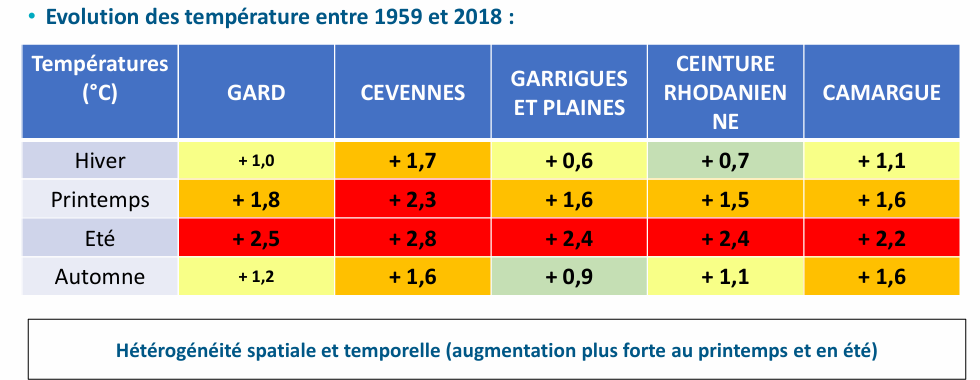 • Evolution des température entre 1959 et 2018 :
Températures (°C) GARD CEVENNES GARRIGUES ET PLAINES CEINTURE RHODANIEN NE CAMARGUE
Hiver + 1,0 + 1,7 + 0,6 + 0,7 + 1,1
Printemps + 1,8 + 2,3 + 1,6 + 1,5 + 1,6
Eté + 2,5 + 2,8 + 2,4 + 2,4 + 2,2
Automne + 1,2 + 1,6 + 0,9 + 1,1 + 1,6
Hétérogénéité spatiale et temporelle (augmentation plus forte au printemps et en été)